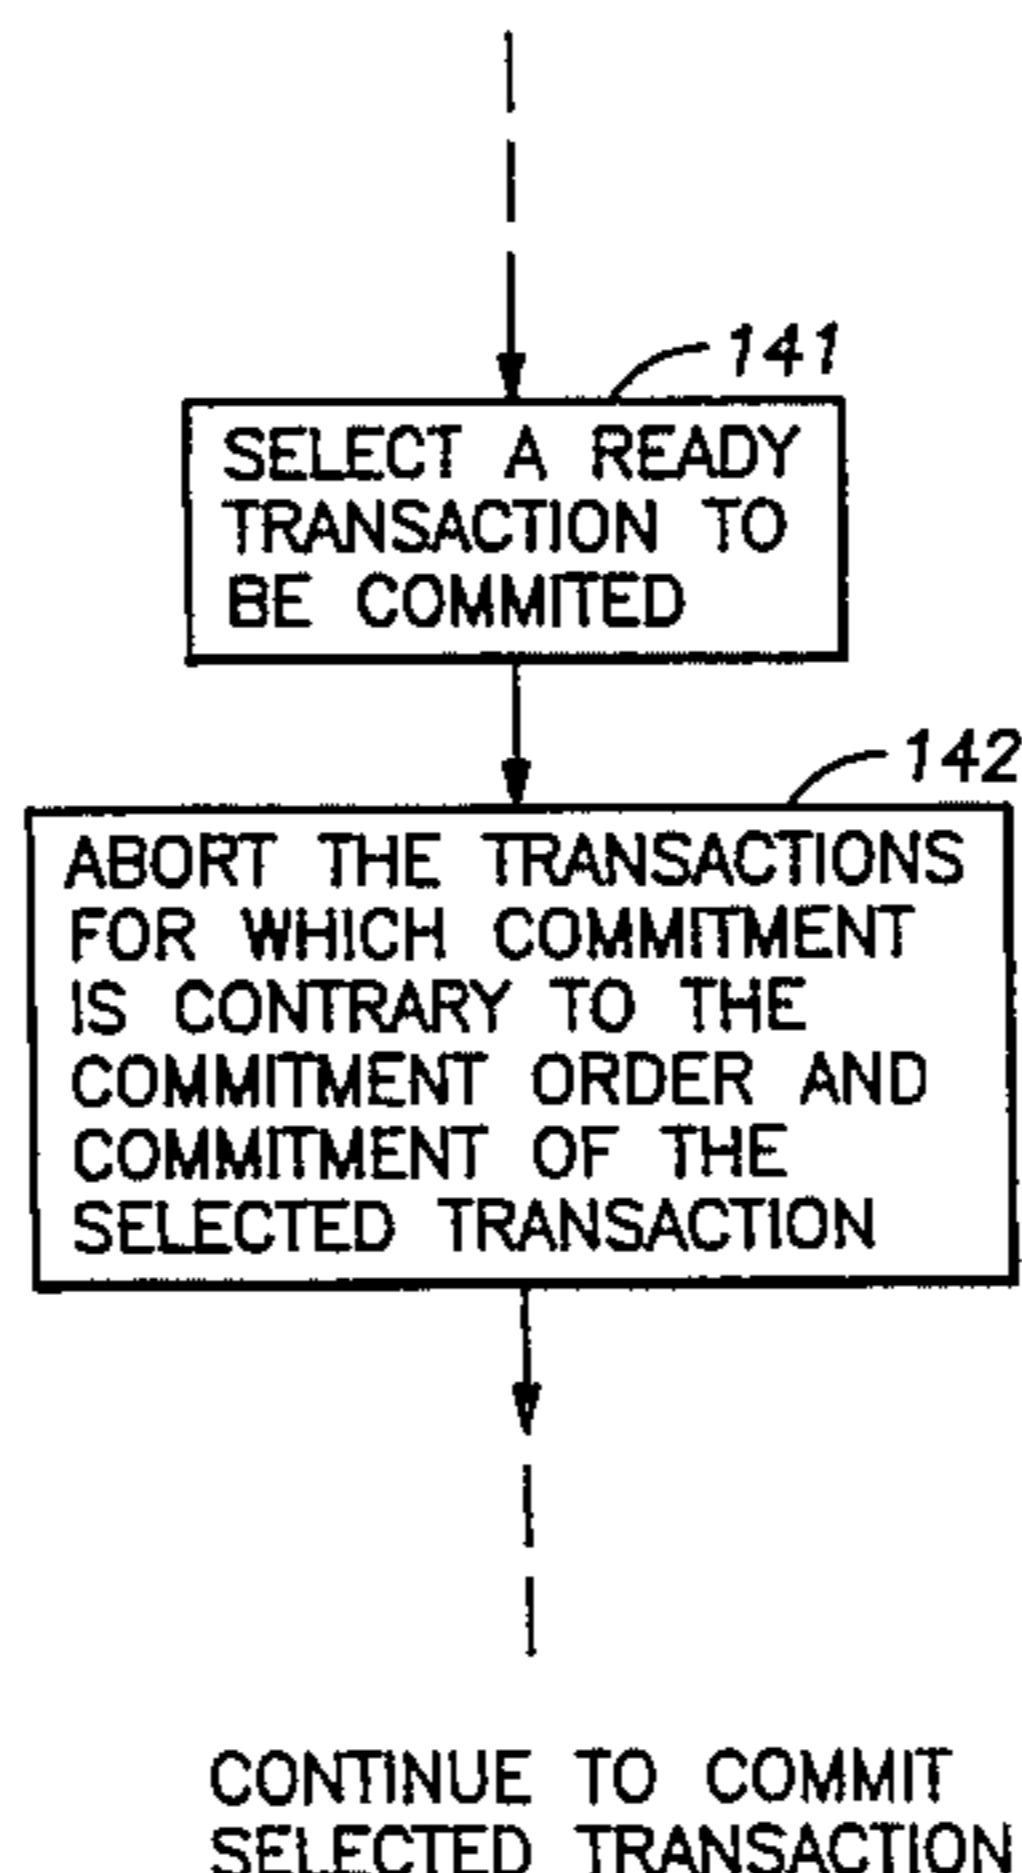 141
SELECT A READY
TRANSACTION TO
BE COMMITED
142
ABORT THE TRANSACTIONS
FOR WHICH COMMITMENT
IS CONTRARY TO THE
COMMITMENT ORDER AND
COMMITMENT OF THE
SELECTED TRANSACTION
CONTINUE TO COMMIT
SELECTED TRANSACTION